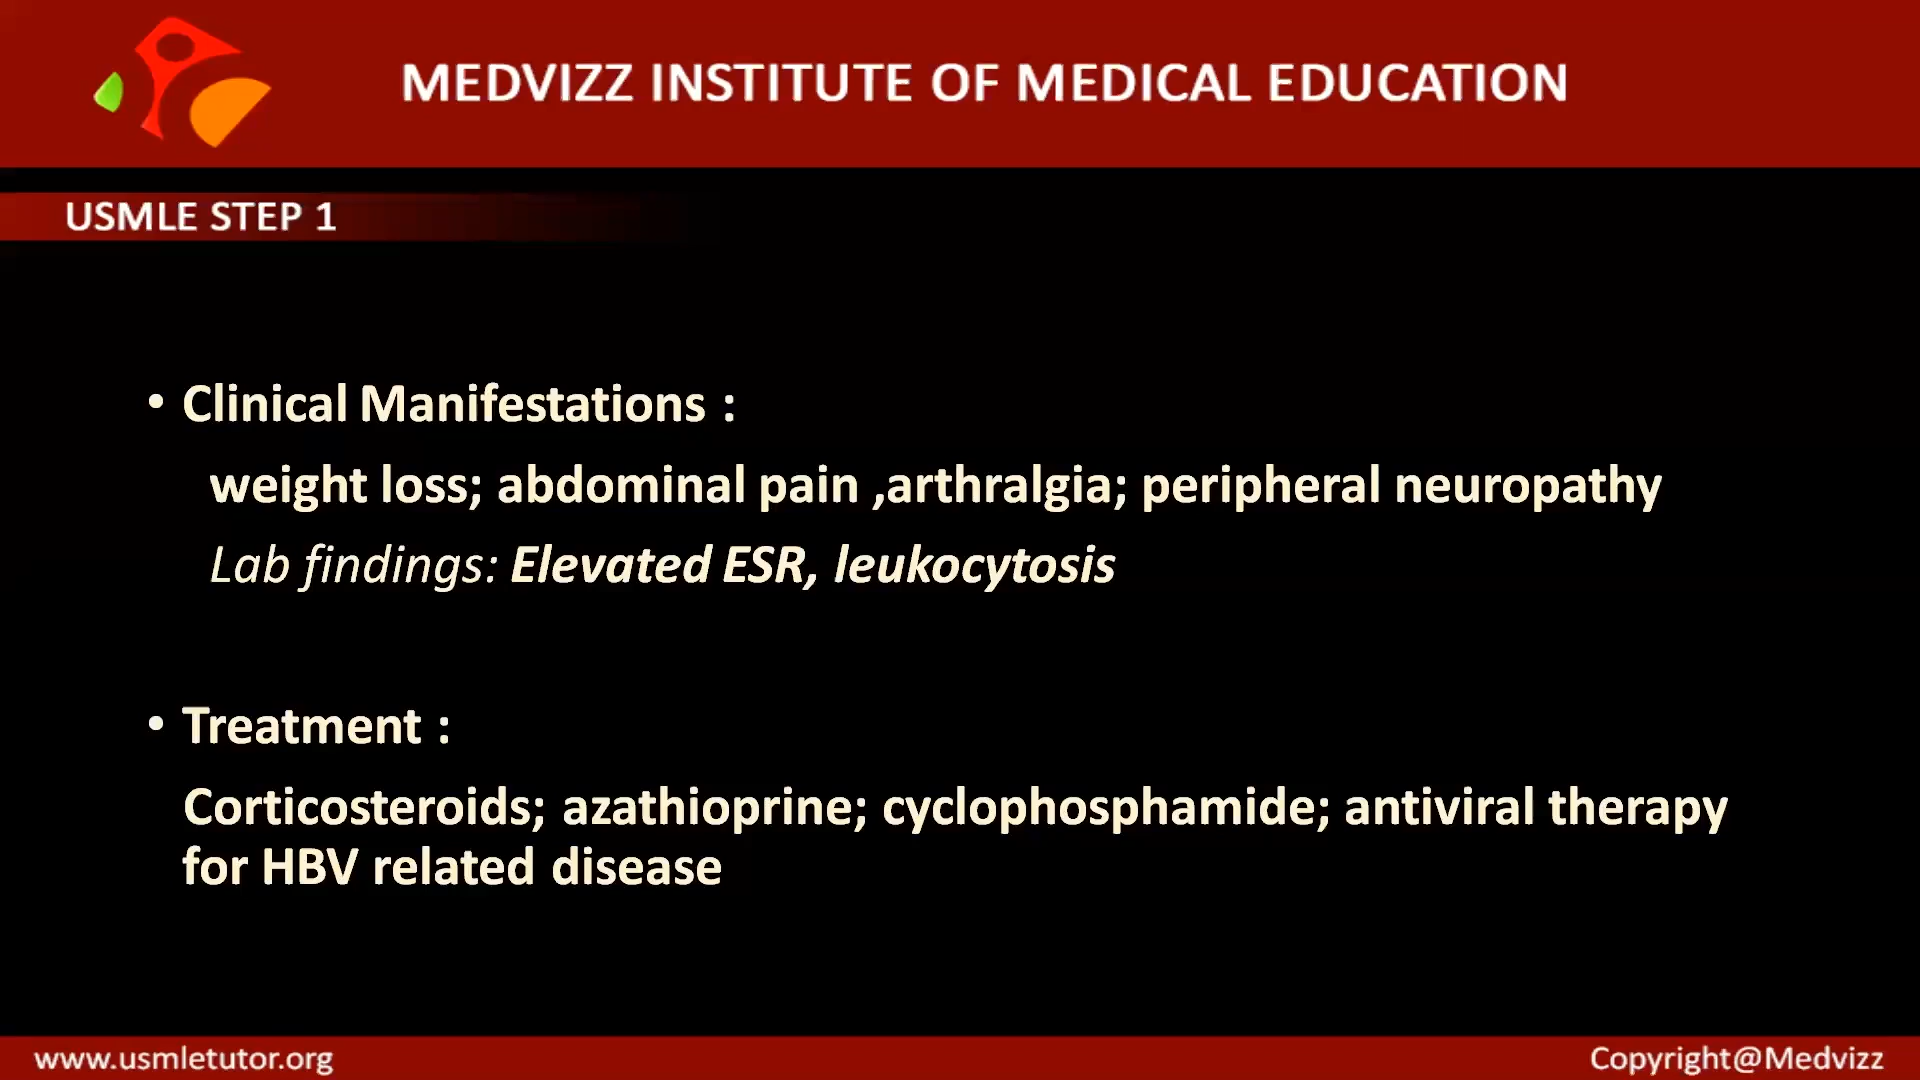 MEDVIZZ INSTITUTE OF MEDICAL EDUCATION
USMLE STEP 1
• Clinical Manifestations :
weight loss; abdominal pain ,arthralgia; peripheral neuropathy
Lab findings: Elevated ESR, leukocytosis
• Treatment :
Corticosteroids; azathioprine; cyclophosphamide; antiviral therapy
for HBV related disease
www.usmletutor.org
Copyright@Medvizz